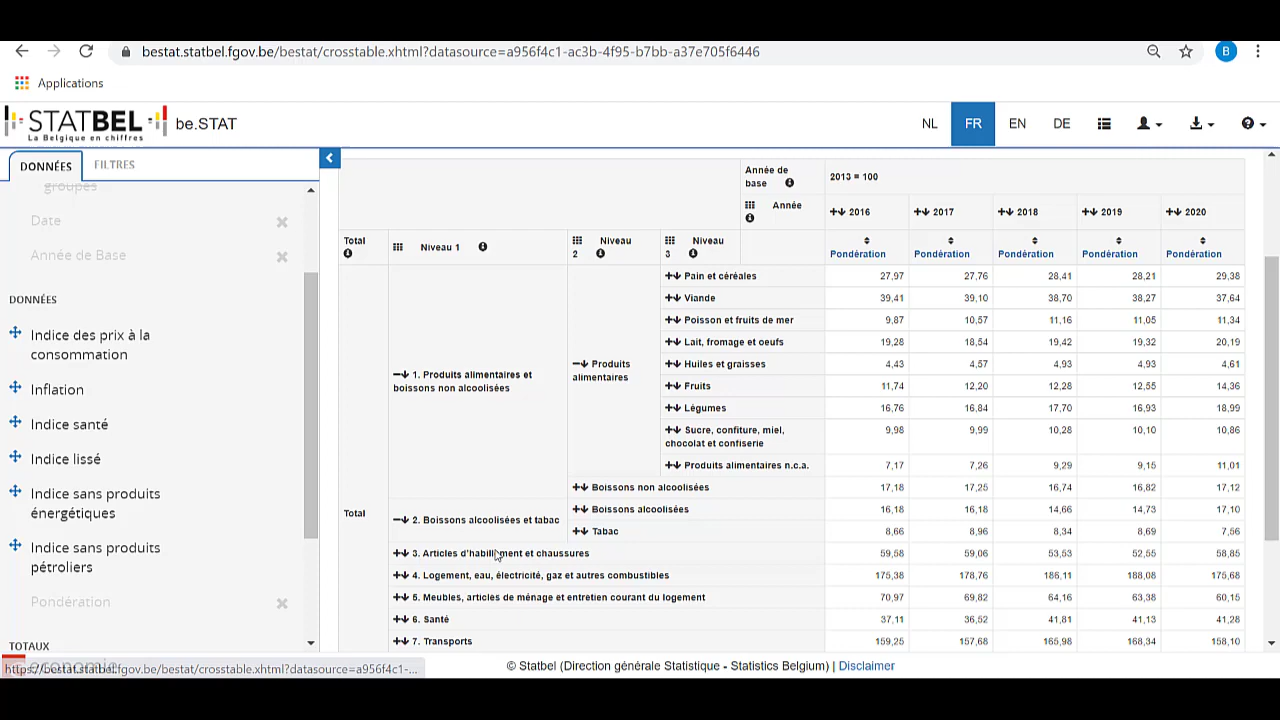 bestat.statbel.fgov.be/bestat/crosstable.xhtml?datasource=a956f4c1-ac3b-4f95-b7bb-a37e705f6446
B
Applications
STATBEL
La Belgique en chiffres
be.STAT
NL FR EN DE
DONNÉES FILTRES
groupés
Date
Année de Base
DONNÉES
Indice des prix à la
consommation
Inflation
Indice santé
Indice lissé
Indice sans produits
énergétiques
Indice sans produits
pétroliers
Pondération
TOTAUX
Année de
base
2013 = 100
Année
2016 2017 2018 2019 2020
Total Niveau 1 Niveau
2 Niveau
3
Pondération Pondération Pondération Pondération Pondération
Total
1. Produits alimentaires et
boissons non alcoolisées
Produits
alimentaires
Pain et céréales 27,97 27,76 28,41 28,21 29,38
Viande 39,41 39,10 38,70 38,27 37,64
Poisson et fruits de mer 9,87 10,57 11,16 11,05 11,34
Lait, fromage et oeufs 19,28 18,54 19,42 19,32 20,19
Huiles et graisses 4,43 4,57 4,93 4,93 4,61
Fruits 11,74 12,20 12,28 12,55 14,36
Légumes 16,76 16,84 17,70 16,93 18,99
Sucre, confiture, miel,
chocolat et confiserie 9,98 9,99 10,28 10,10 10,86
Produits alimentaires n.c.a. 7,17 7,26 9,29 9,15 11,01
Boissons non alcoolisées 17,18 17,25 16,74 16,82 17,12
2. Boissons alcoolisées et tabac
Boissons alcoolisées 16,18 16,18 14,66 14,73 17,10
Tabac 8,66 8,96 8,34 8,69 7,56
3. Articles d'habillement et chaussures 59,58 59,06 53,53 52,55 58,85
4. Logement, eau, électricité, gaz et autres combustibles 175,38 178,76 186,11 188,08 175,68
5. Meubles, articles de ménage et entretien courant du logement 70,97 69,82 64,16 63,38 60,15
6. Santé 37,11 36,52 41,81 41,13 41,28
7. Transports 159,25 157,68 165,98 168,34 158,10
https://bestat.statbel.fgov.be/bestat/crosstable.xhtml?datasource=a956f4c1-...
© Statbel (Direction générale Statistique - Statistics Belgium) | Disclaimer